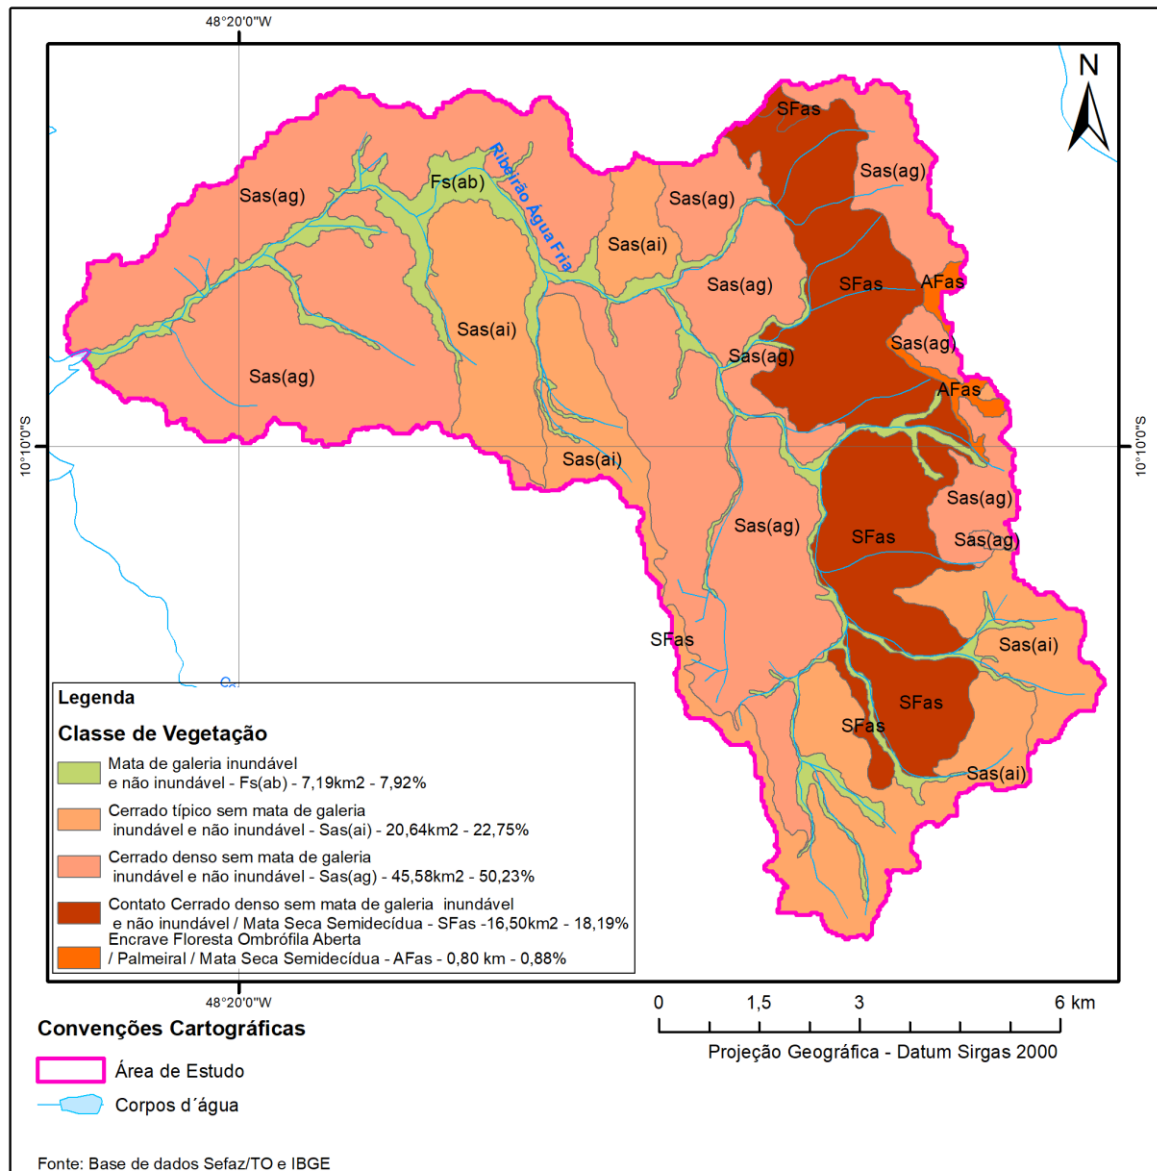 48°20'0"W
N
SFas
Sas(ag)
Fs(ab)
Sas(ag)
Sas(ag)
Ribeirão Água Fria
Sas(ai)
AFas
SFas
Sas(ag)
Sas(ai)
Sas(ag)
Sas(ag)
Sas(ag)
AFas
10°10'0"S
10°10'0"S
Sas(ai)
Sas(ag)
Sas(ag)
SFas
Sas(ag)
SFas
Sas(ai)
SFas
SFas
Sas(ai)
Legenda
Classe de Vegetação
Mata de galeria inundável
e não inundável - Fs(ab) - 7,19km2 - 7,92%
Cerrado típico sem mata de galeria
inundável e não inundável - Sas(ai) - 20,64km2 - 22,75%
Cerrado denso sem mata de galeria
inundável e não inundável - Sas(ag) - 45,58km2 - 50,23%
Contato Cerrado denso sem mata de galeria inundável
e não inundável / Mata Seca Semidecídua - SFas -16,50km2 - 18,19%
Encrave Floresta Ombrófila Aberta
/ Palmeiral / Mata Seca Semidecídua - AFas - 0,80 km - 0,88%
48°20'0"W
0 1,5 3 6 km
Projeção Geográfica - Datum Sirgas 2000
Convenções Cartográficas
Área de Estudo
Corpos d´água
Fonte: Base de dados Sefaz/TO e IBGE